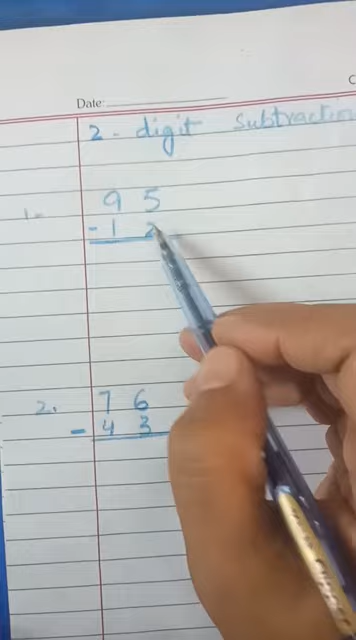 Date:
2 - digit subtraction
1- 9 5
- 1 2
2. 7 6
- 4 3